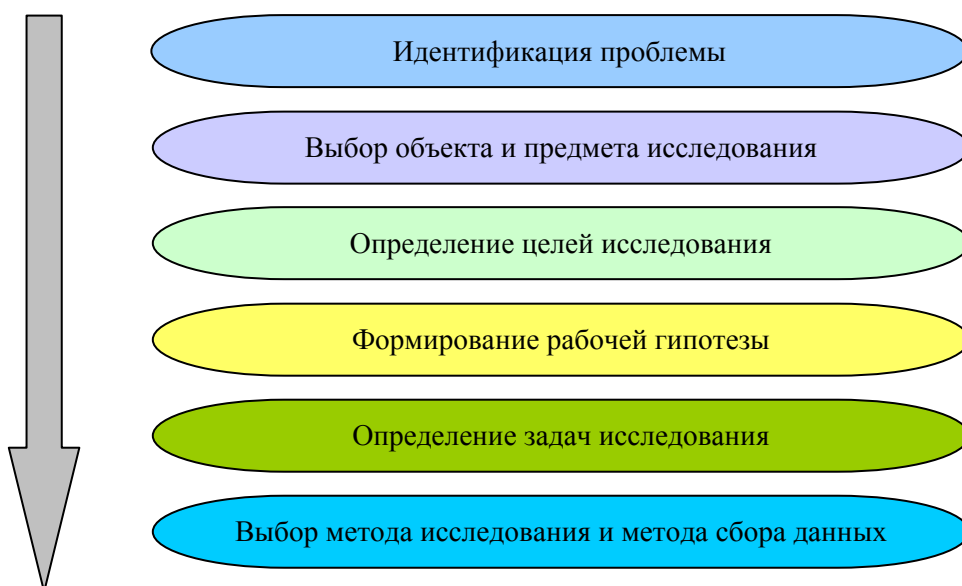 Идентификация проблемы
Выбор объекта и предмета исследования
Определение целей исследования
Формирование рабочей гипотезы
Определение задач исследования
Выбор метода исследования и метода сбора данных